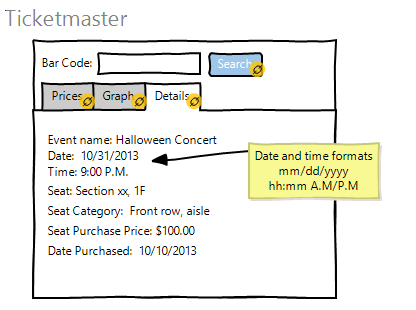 Ticketmaster
Bar Code:
Search
Prices Graph Details
Event name: Halloween Concert
Date: 10/31/2013
Time: 9:00 P.M.
Seat: Section xx, 1F
Seat Category: Front row, aisle
Seat Purchase Price: $100.00
Date Purchased: 10/10/2013
Date and time formats
mm/dd/yyyy
hh:mm A.M/P.M